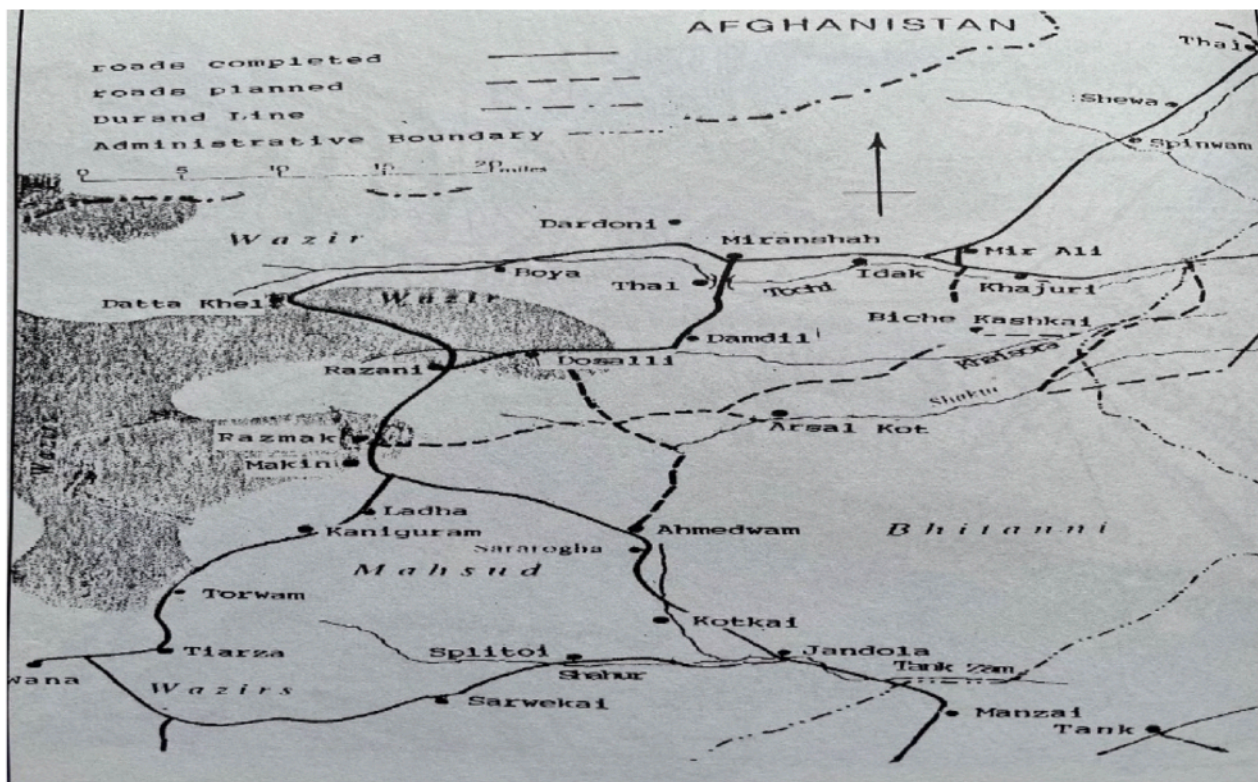 AFGHANISTAN
Thal
roads completed
roads planned
Durand Line
Administrative Boundary
0 5 10 15 20 miles
Shewa
Spinwam
Wazir
Dardoni
Miranshah
Mir Ali
Boya
Thal
Tochi
Idak
Khajuri
Datta Khel
Wazir
Damdil
Biche Kashkai
Razani
Dosalli
Khaisora
Shaktu
Razmak
Arsal Kot
Wazir
Makin
Ladha
Kaniguram
Ahmedwam
Bhitanni
Sararogha
Mahsud
Torwam
Kotkai
Tiarza
Splitoi
Jandola
Wana
Shahur
Tank Zam
Wazirs
Sarwekai
Manzai
Tank